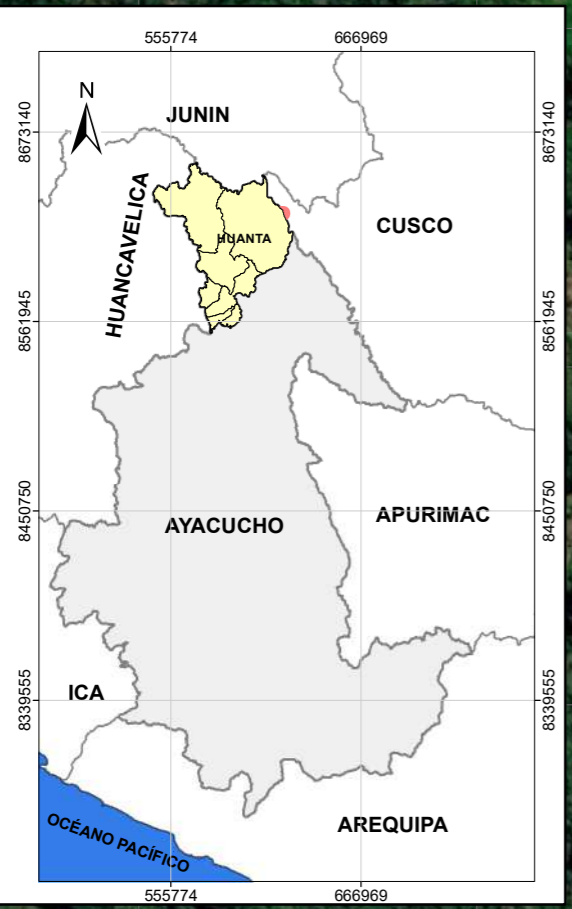 555774
666969
N
JUNIN
8673140
8673140
HUANCAVELICA
CUSCO
HUANTA
8561945
8561945
AYACUCHO
APURIMAC
8450750
8450750
ICA
8339555
8339555
AREQUIPA
OCÉANO PACÍFICO
555774
666969